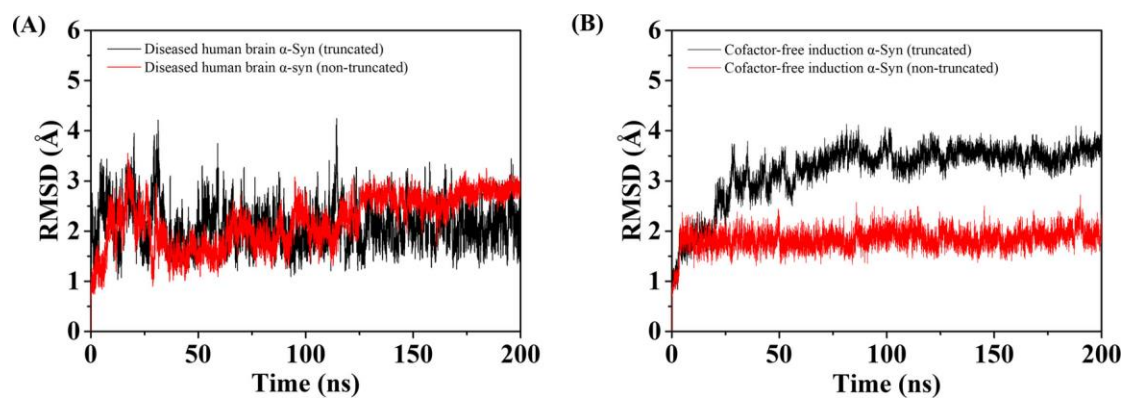 (A)
Diseased human brain α-Syn (truncated)
Diseased human brain α-syn (non-truncated)
RMSD (Å)
6
5
4
3
2
1
0
0 50 100 150 200
Time (ns)
(B)
Cofactor-free induction α-Syn (truncated)
Cofactor-free induction α-Syn (non-truncated)
RMSD (Å)
6
5
4
3
2
1
0
0 50 100 150 200
Time (ns)